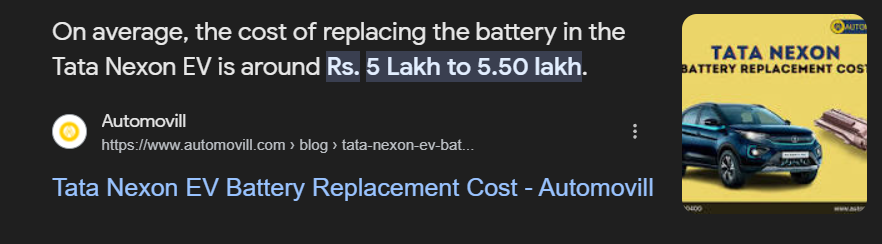 On average, the cost of replacing the battery in the
Tata Nexon EV is around Rs. 5 Lakh to 5.50 lakh.
Automovill
https://www.automovill.com › blog › tata-nexon-ev-bat...
Tata Nexon EV Battery Replacement Cost - Automovill
TATA NEXON
BATTERY REPLACEMENT COST